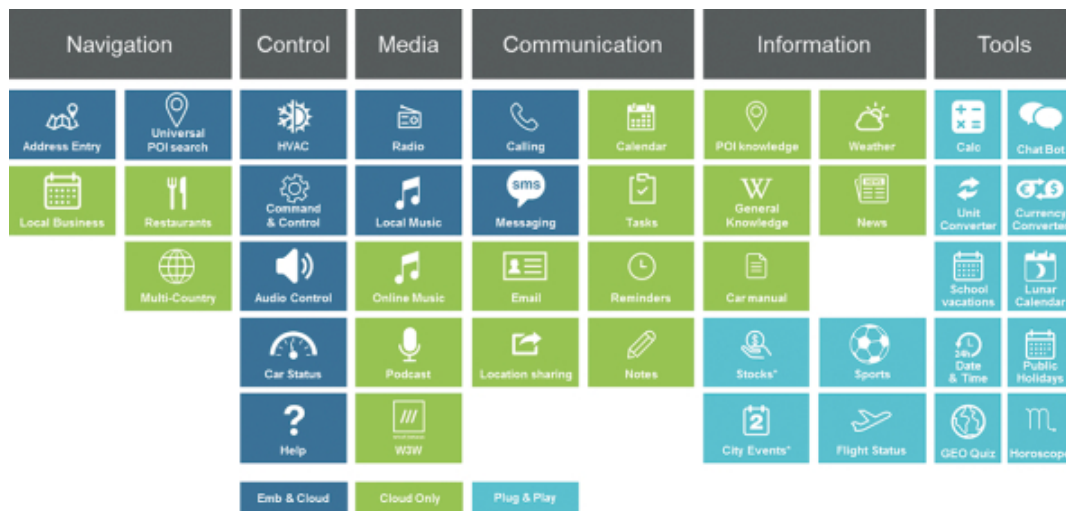 Navigation
Control
Media
Communication
Information
Tools
Address Entry
Universal
POI search
HVAC
Radio
Calling
Calendar
POI knowledge
Weather
Calc
Chat Bot
Local Business
Restaurants
Command
& Control
Local Music
sms
Messaging
Tasks
W
General
Knowledge
NEWS
News
Unit
Converter
Currency
Converter
Multi-Country
Audio Control
Online Music
Email
Reminders
Car manual
School
vacations
Lunar
Calendar
Car Status
Podcast
Location sharing
Notes
Stocks*
Sports
24h
Date
& Time
Public
Holidays
?
Help
///
W3W
2
City Events*
Flight Status
GEO Quiz
Horoscope
Emb & Cloud
Cloud Only
Plug & Play